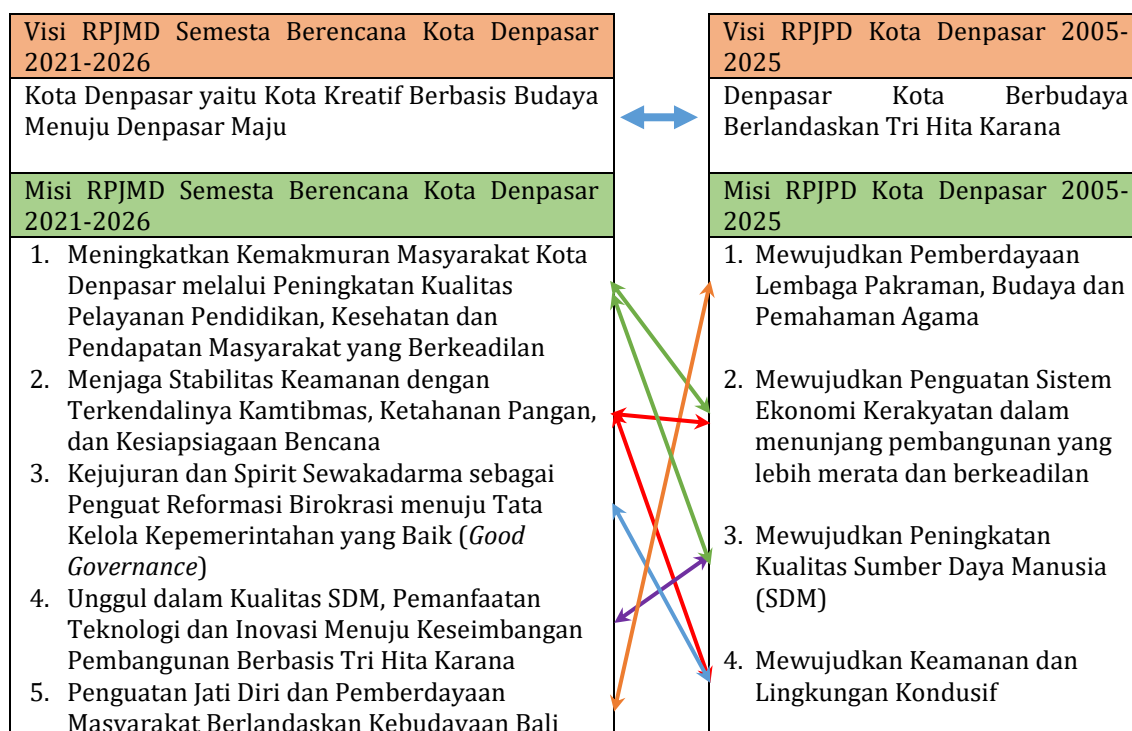 Visi RPJMD Semesta Berencana Kota Denpasar
2021-2026
Kota Denpasar yaitu Kota Kreatif Berbasis Budaya
Menuju Denpasar Maju
Misi RPJMD Semesta Berencana Kota Denpasar
2021-2026
1. Meningkatkan Kemakmuran Masyarakat Kota
Denpasar melalui Peningkatan Kualitas
Pelayanan Pendidikan, Kesehatan dan
Pendapatan Masyarakat yang Berkeadilan
2. Menjaga Stabilitas Keamanan dengan
Terkendalinya Kamtibmas, Ketahanan Pangan,
dan Kesiapsiagaan Bencana
3. Kejujuran dan Spirit Sewakadarma sebagai
Penguat Reformasi Birokrasi menuju Tata
Kelola Kepemerintahan yang Baik (Good
Governance)
4. Unggul dalam Kualitas SDM, Pemanfaatan
Teknologi dan Inovasi Menuju Keseimbangan
Pembangunan Berbasis Tri Hita Karana
5. Penguatan Jati Diri dan Pemberdayaan
Masyarakat Berlandaskan Kebudayaan Bali
Visi RPJPD Kota Denpasar 2005-
2025
Denpasar Kota Berbudaya
Berlandaskan Tri Hita Karana
Misi RPJPD Kota Denpasar 2005-
2025
1. Mewujudkan Pemberdayaan
Lembaga Pakraman, Budaya dan
Pemahaman Agama
2. Mewujudkan Penguatan Sistem
Ekonomi Kerakyatan dalam
menunjang pembangunan yang
lebih merata dan berkeadilan
3. Mewujudkan Peningkatan
Kualitas Sumber Daya Manusia
(SDM)
4. Mewujudkan Keamanan dan
Lingkungan Kondusif